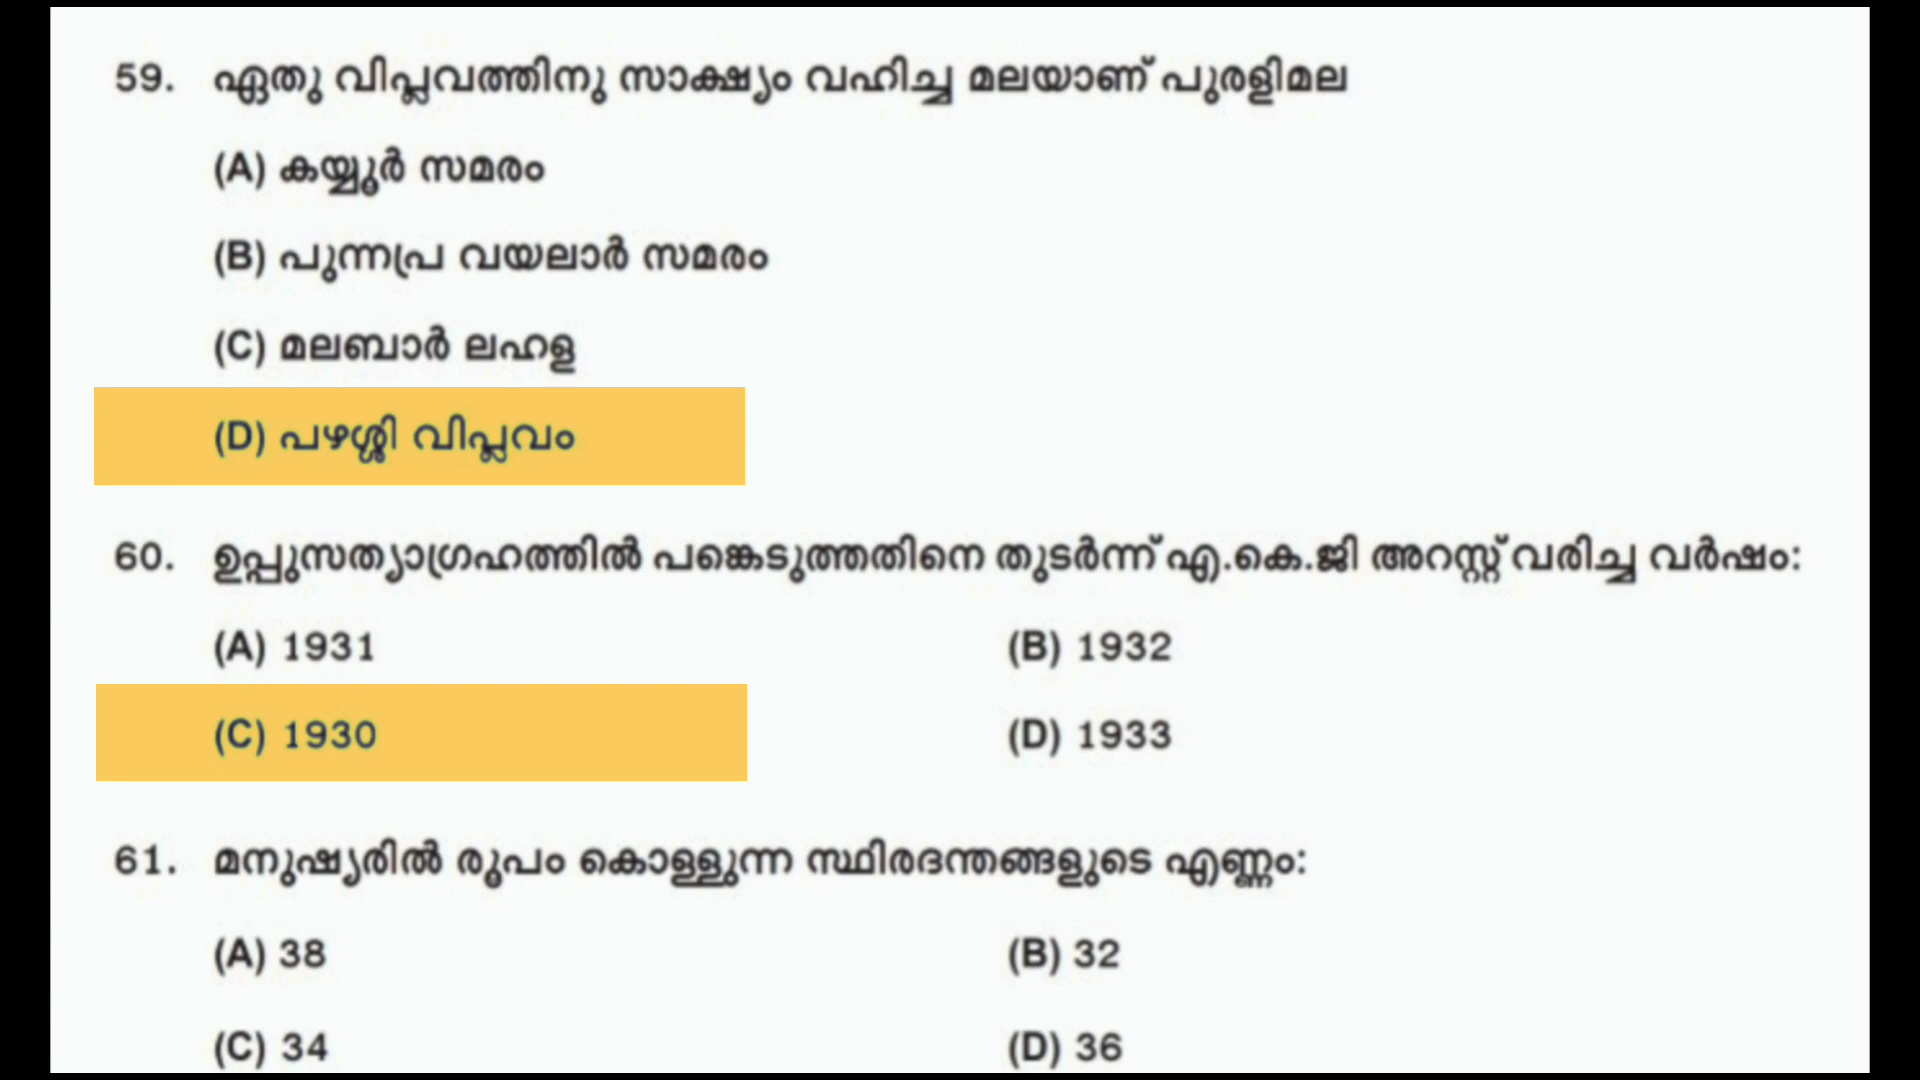 59. ഏതു വിപ്ലവത്തിനു സാക്ഷ്യം വഹിച്ച മലയാണ് പുരളിമല
(A) കയ്യൂർ സമരം
(B) പുന്നപ്ര വയലാർ സമരം
(C) മലബാർ ലഹള
(D) പഴശ്ശി വിപ്ലവം
60. ഉപ്പുസത്യാഗ്രഹത്തിൽ പങ്കെടുത്തതിനെ തുടർന്ന് എ.കെ.ജി അറസ്റ്റ് വരിച്ച വർഷം:
(A) 1931 (B) 1932
(C) 1930 (D) 1933
61. മനുഷ്യരിൽ രൂപം കൊള്ളുന്ന സ്ഥിരദന്തങ്ങളുടെ എണ്ണം:
(A) 38 (B) 32
(C) 34 (D) 36